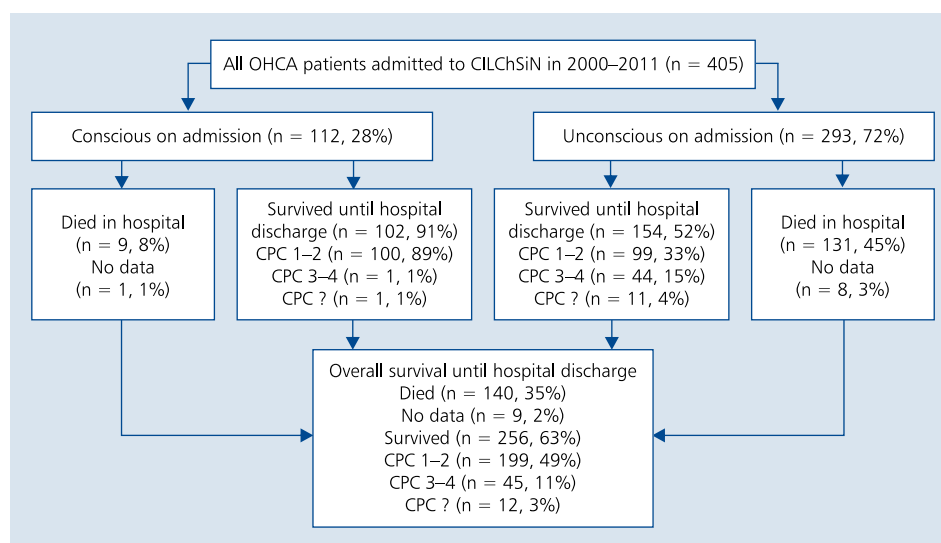 All OHCA patients admitted to CILChSiN in 2000–2011 (n = 405)
Conscious on admission (n = 112, 28%)
Unconscious on admission (n = 293, 72%)
Died in hospital
(n = 9, 8%)
No data
(n = 1, 1%)
Survived until hospital
discharge (n = 102, 91%)
CPC 1–2 (n = 100, 89%)
CPC 3–4 (n = 1, 1%)
CPC ? (n = 1, 1%)
Survived until hospital
discharge (n = 154, 52%)
CPC 1–2 (n = 99, 33%)
CPC 3–4 (n = 44, 15%)
CPC ? (n = 11, 4%)
Died in hospital
(n = 131, 45%)
No data
(n = 8, 3%)
Overall survival until hospital discharge
Died (n = 140, 35%)
No data (n = 9, 2%)
Survived (n = 256, 63%)
CPC 1–2 (n = 199, 49%)
CPC 3–4 (n = 45, 11%)
CPC ? (n = 12, 3%)